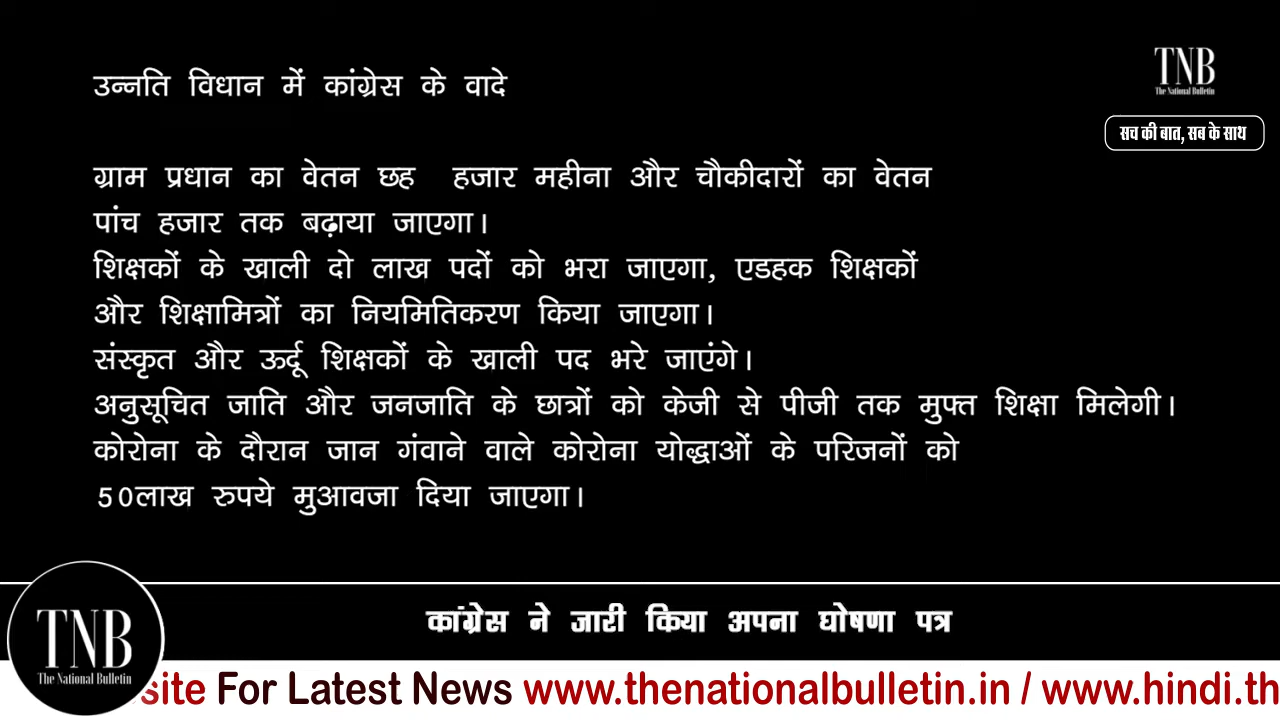 उन्नति विधान में कांग्रेस के वादे
TNB
The National Bulletin
सच की बात, सब के साथ
ग्राम प्रधान का वेतन छह हजार महीना और चौकीदारों का वेतन
पांच हजार तक बढ़ाया जाएगा।
शिक्षकों के खाली दो लाख पदों को भरा जाएगा, एडहक शिक्षकों
और शिक्षामित्रों का नियमितिकरण किया जाएगा।
संस्कृत और ऊर्दू शिक्षकों के खाली पद भरे जाएंगे।
अनुसूचित जाति और जनजाति के छात्रों को केजी से पीजी तक मुफ्त शिक्षा मिलेगी।
कोरोना के दौरान जान गंवाने वाले कोरोना योद्धाओं के परिजनों को
50लाख रुपये मुआवजा दिया जाएगा।
कांग्रेस ने जारी किया अपना घोषणा पत्र
TNB
The National Bulletin
site For Latest News www.thenationalbulletin.in / www.hindi.th